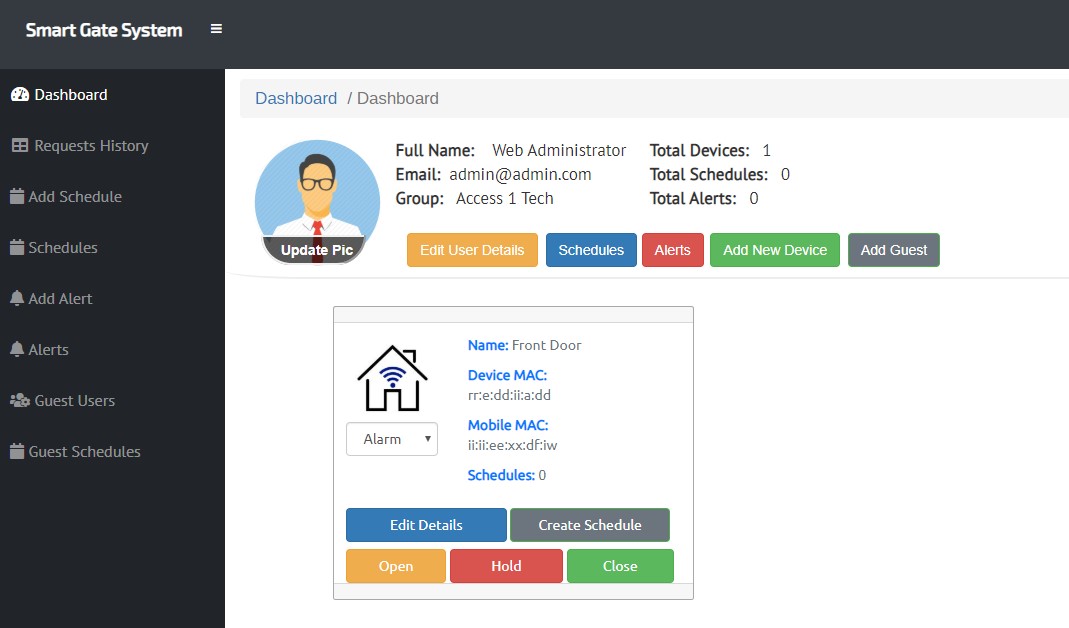 Smart Gate System
Dashboard
Requests History
Add Schedule
Schedules
Add Alert
Alerts
Guest Users
Guest Schedules
Dashboard / Dashboard
Update Pic
Full Name: Web Administrator
Email: admin@admin.com
Group: Access 1 Tech
Total Devices: 1
Total Schedules: 0
Total Alerts: 0
Edit User Details Schedules Alerts Add New Device Add Guest
Alarm
Name: Front Door
Device MAC:
rr:e:dd:ii:a:dd
Mobile MAC:
ii:ii:ee:xx:df:iw
Schedules: 0
Edit Details Create Schedule
Open Hold Close